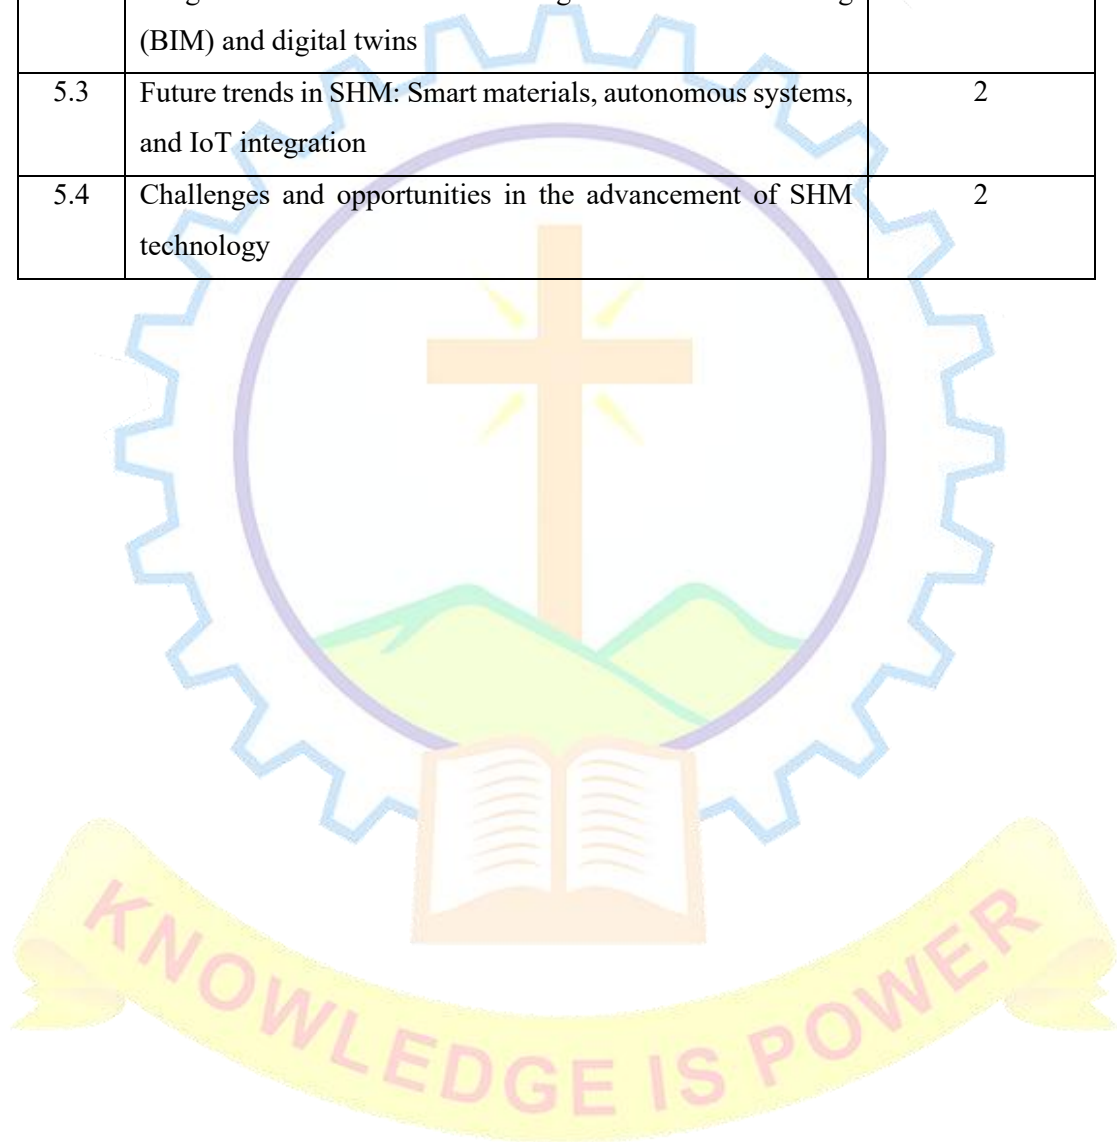 (BIM) and digital twins
5.3 Future trends in SHM: Smart materials, autonomous systems, 2
and IoT integration
5.4 Challenges and opportunities in the advancement of SHM 2
technology
KNOWLEDGE IS POWER